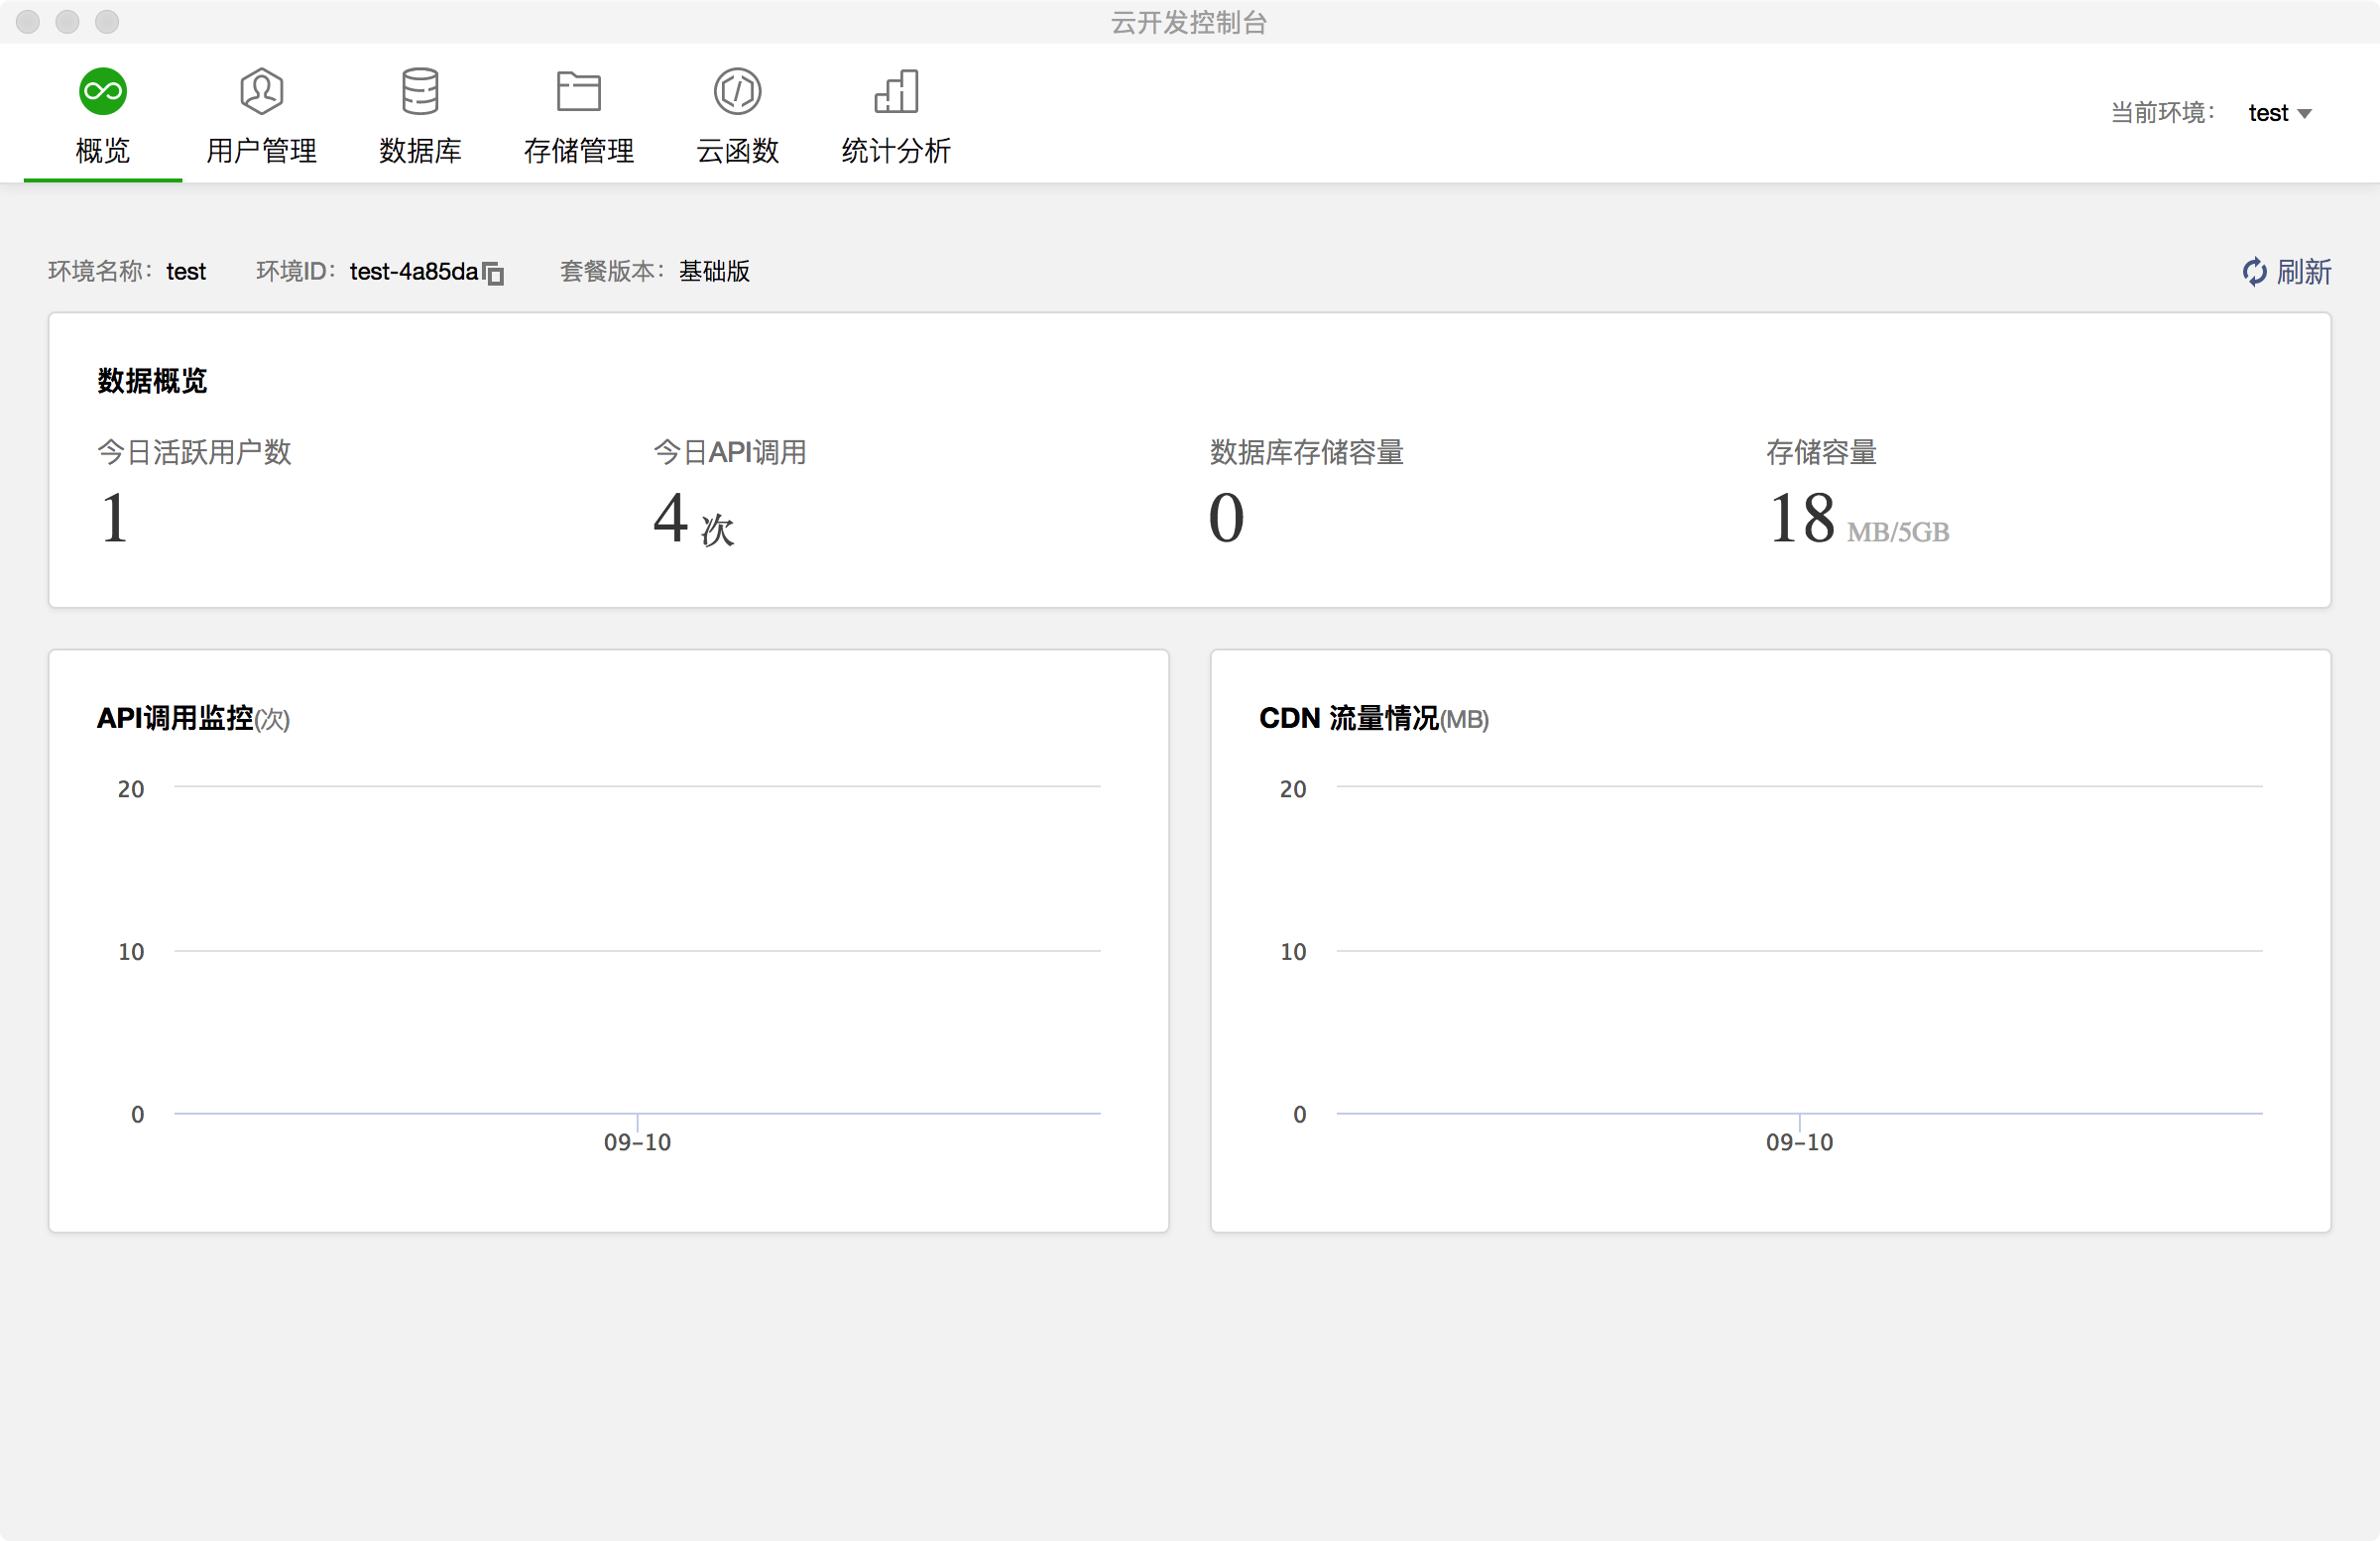 云开发控制台
概览 用户管理 数据库 存储管理 云函数 统计分析
当前环境： test
环境名称：test 环境ID：test-4a85da 套餐版本：基础版 刷新
数据概览
今日活跃用户数 今日API调用 数据库存储容量 存储容量
1 4 次 0 18 MB/5GB
API调用监控(次)
20
10
0
09-10
CDN 流量情况(MB)
20
10
0
09-10